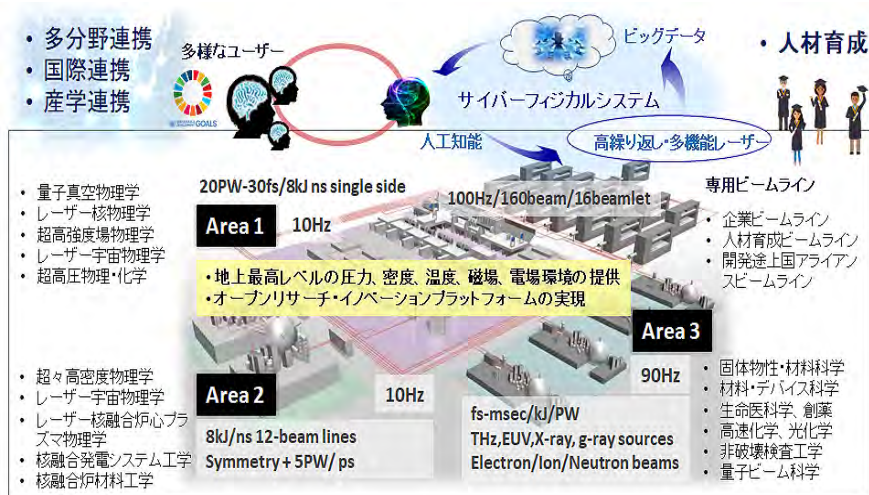 ・多分野連携
・国際連携
・産学連携
多様なユーザー
GOALS
ビッグデータ
サイバーフィジカルシステム
人工知能
高繰り返し・多機能レーザー
・人材育成
・量子真空物理学
・レーザー核物理学
・超高強度場物理学
・レーザー宇宙物理学
・超高圧物理・化学
20PW-30fs/8kJ ns single side
Area 1
10Hz
100Hz/160beam/16beamlet
専用ビームライン
・企業ビームライン
・人材育成ビームライン
・開発途上国アライアン
スビームライン
・地上最高レベルの圧力、密度、温度、磁場、電場環境の提供
・オープンリサーチ・イノベーションプラットフォームの実現
・超々高密度物理学
・レーザー宇宙物理学
・レーザー核融合炉心プラ
ズマ物理学
・核融合発電システム工学
・核融合炉材料工学
Area 2
10Hz
8kJ/ns 12-beam lines
Symmetry + 5PW/ ps
Area 3
90Hz
fs-msec/kJ/PW
THz,EUV,X-ray, g-ray sources
Electron/Ion/Neutron beams
・固体物性・材料科学
・材料・デバイス科学
・生命医科学、創薬
・高速化学、光化学
・非破壊検査工学
・量子ビーム科学